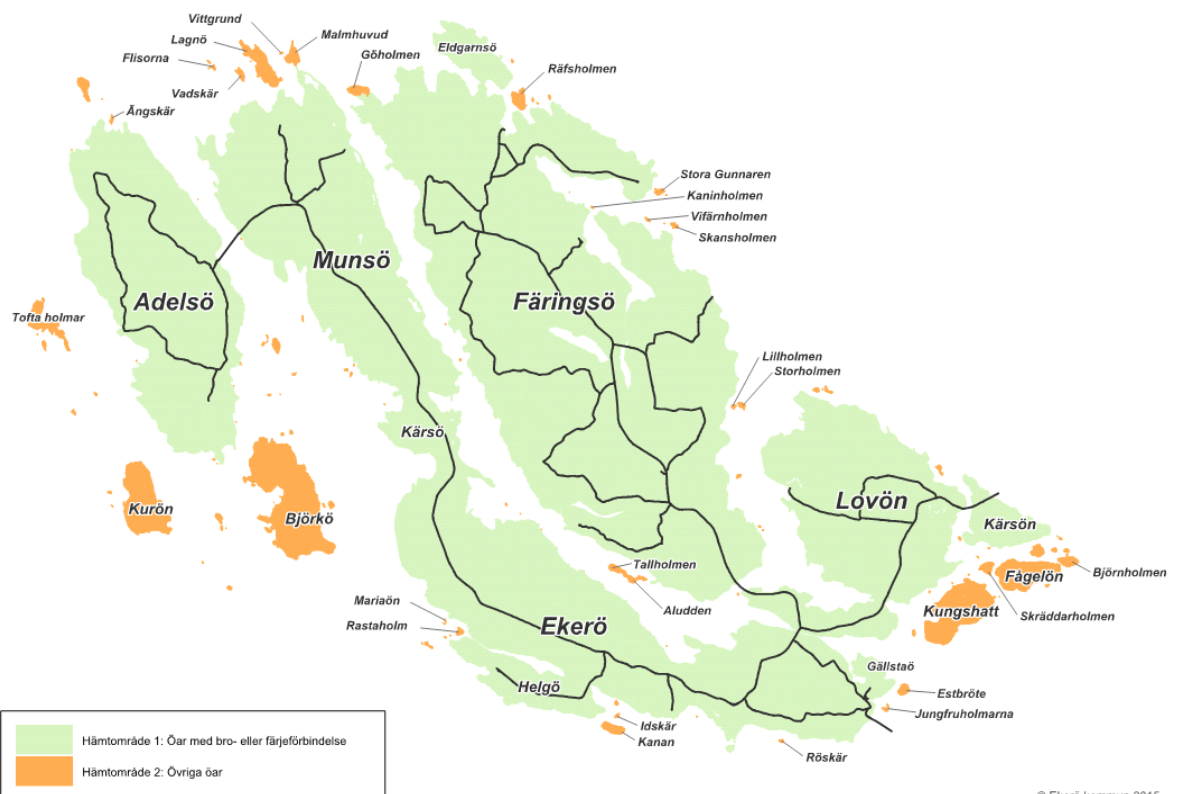 Vittgrund
Lagnö
Malmhuvud
Eldgarnsö
Flisorna
Göholmen
Räfsholmen
Vadskär
Ängskär
Stora Gunnaren
Kaninholmen
Vifärnholmen
Skansholmen
Munsö
Adelsö
Färingsö
Tofta holmar
Lillholmen
Storholmen
Kärsö
Lovön
Kurön
Björkö
Kärsön
Tallholmen
Fågelön
Björnholmen
Mariaön
Aludden
Kungshatt
Skräddarholmen
Rastaholm
Ekerö
Gällstaö
Helgö
Estbröte
Jungfruholmarna
Idskär
Kanan
Röskär
Hämtområde 1: Öar med bro- eller färjeförbindelse
Hämtområde 2: Övriga öar